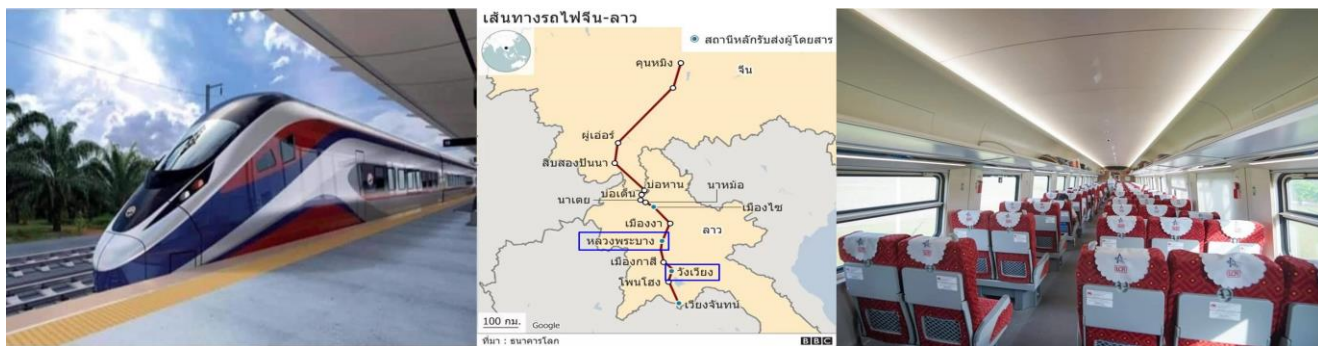 เส้นทางรถไฟจีน-ลาว
สถานีหลักรับส่งผู้โดยสาร
คุนหมิง
จีน
ผู่เอ่อร์
สิบสองปันนา
บ่อหาน
นาหม้อ
บ่อเต็น
นาเตย
เมืองไซ
เมืองงา
ลาว
หลวงพระบาง
เมืองกาสี
วังเวียง
โพนโฮง
เวียงจันทน์
100 กม.
Google
ที่มา : ธนาคารโลก
BBC